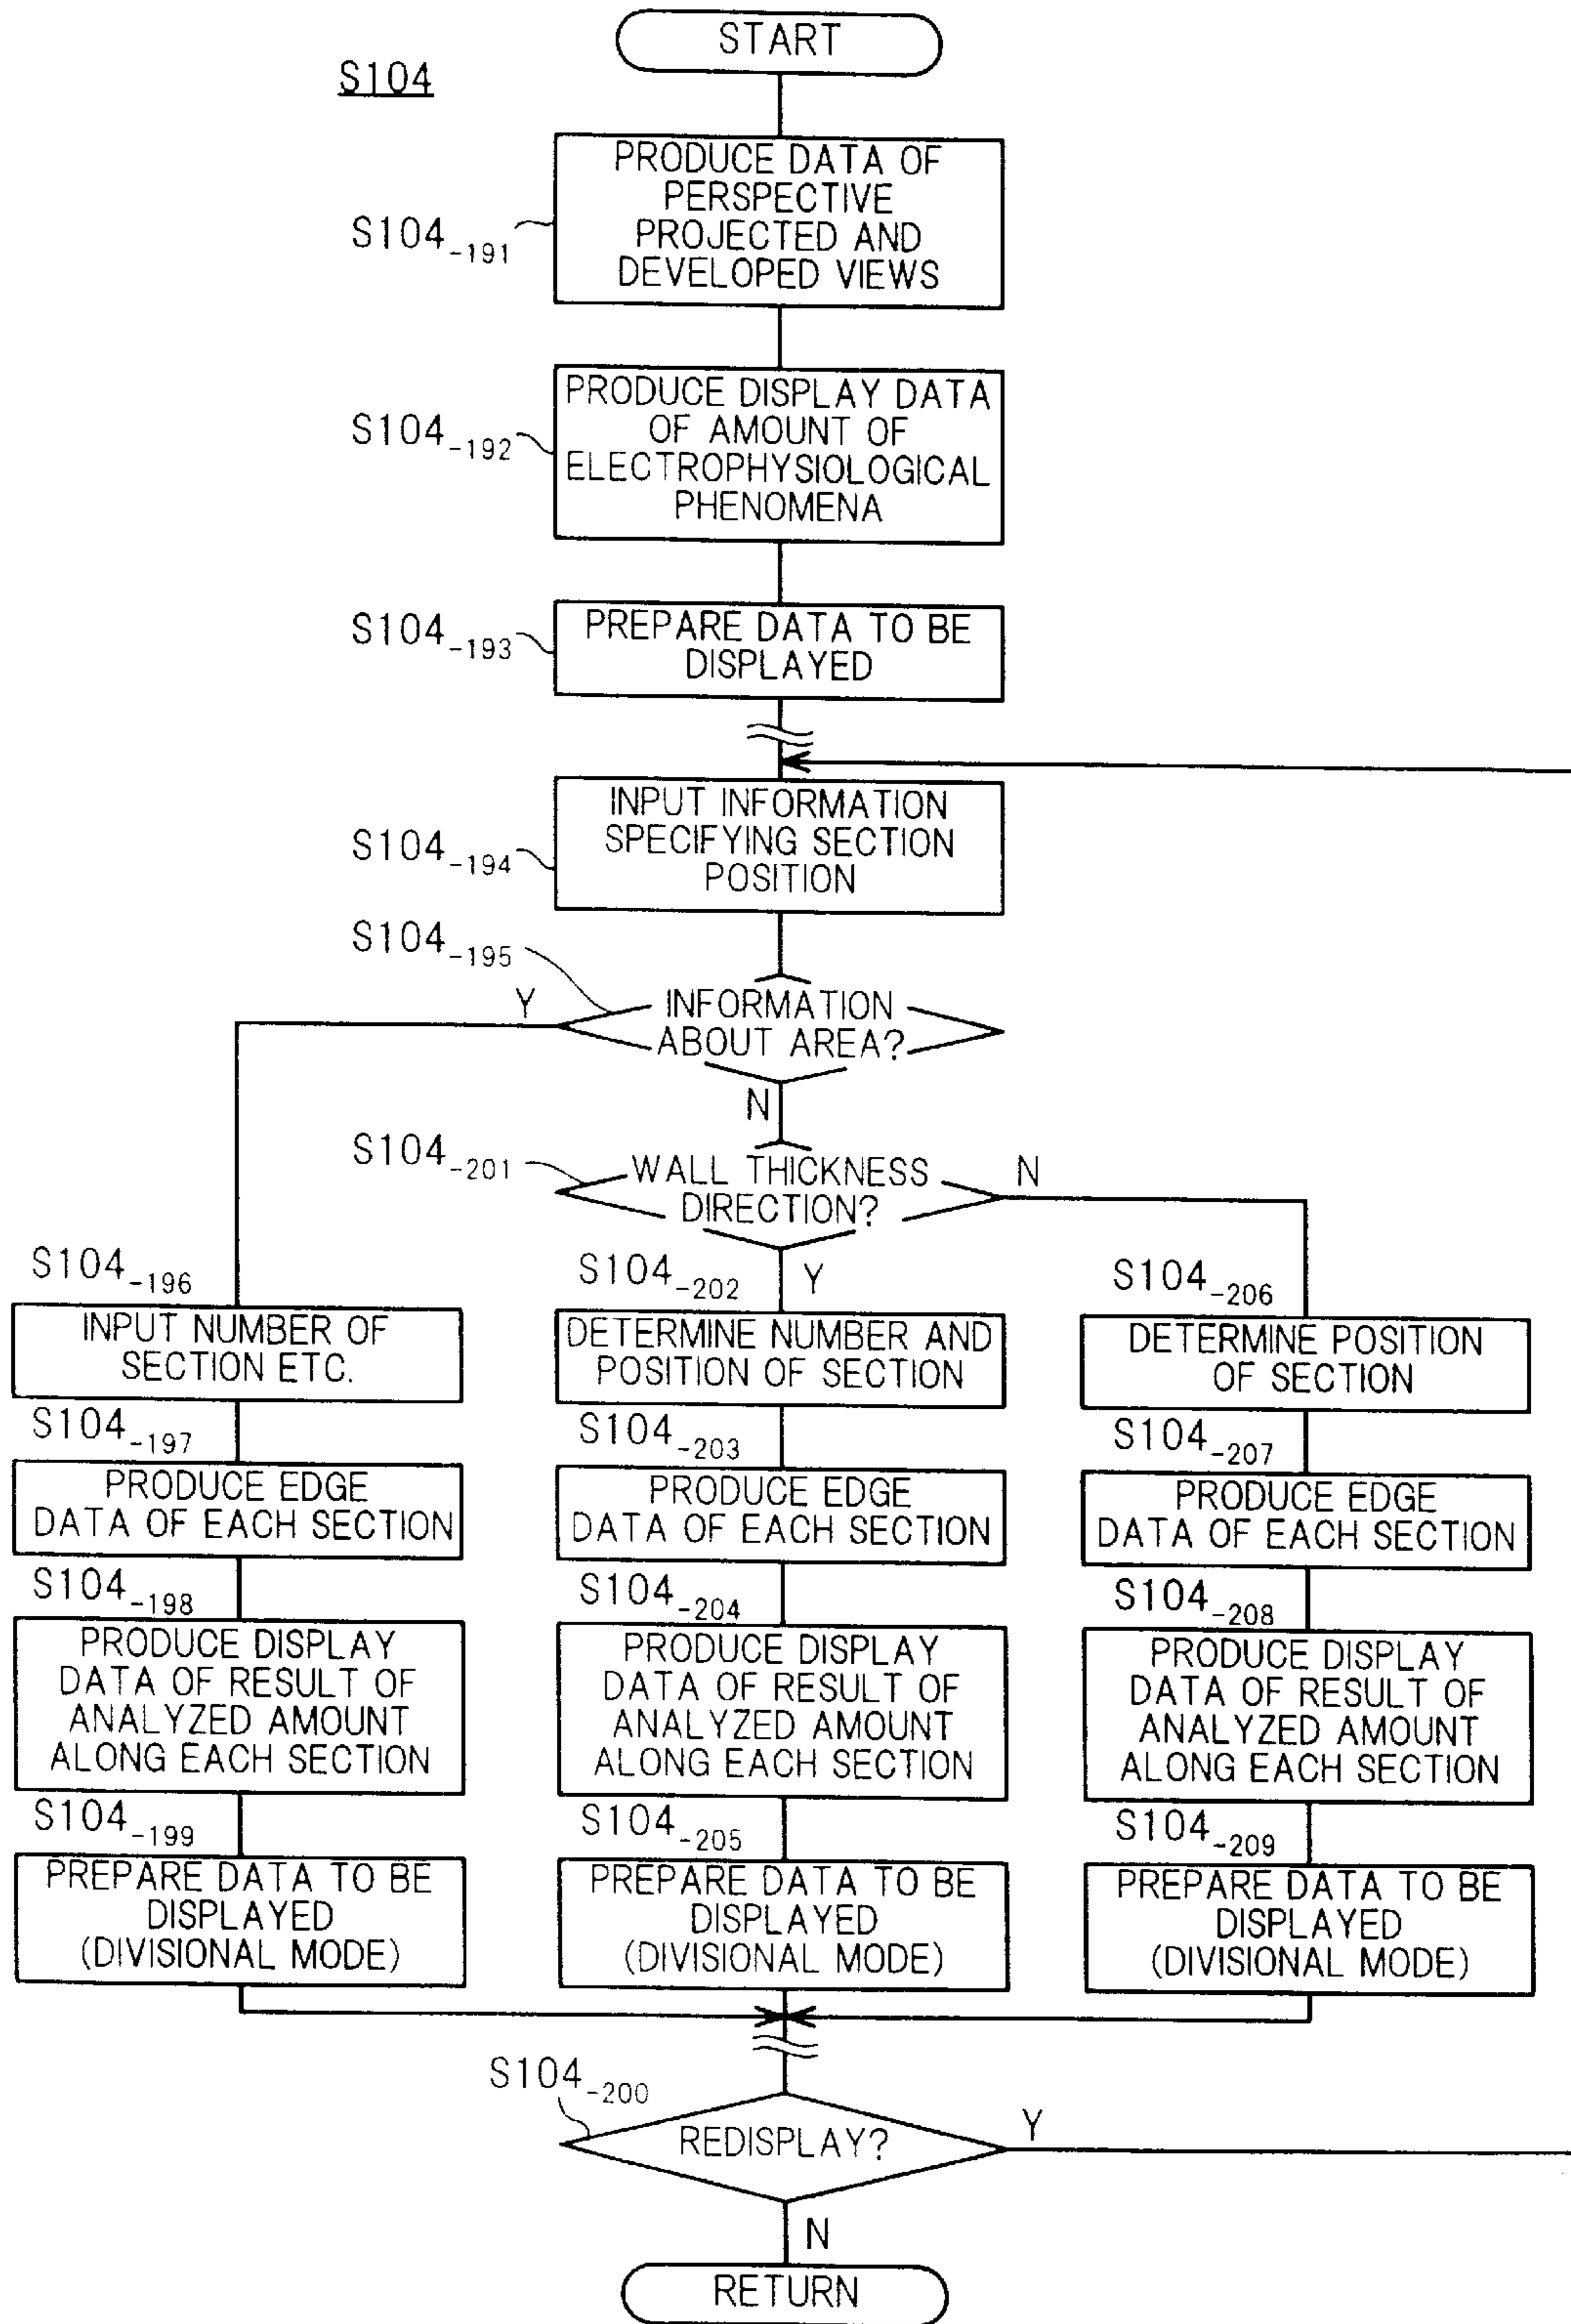 START
S104
PRODUCE DATA OF
PERSPECTIVE
PROJECTED AND
DEVELOPED VIEWS
S104-191
PRODUCE DISPLAY DATA
OF AMOUNT OF
ELECTROPHYSIOLOGICAL
PHENOMENA
S104-192
PREPARE DATA TO BE
DISPLAYED
S104-193
INPUT INFORMATION
SPECIFYING SECTION
POSITION
S104-194
S104-195
Y
INFORMATION
ABOUT AREA?
N
S104-201
WALL THICKNESS
DIRECTION?
N
Y
S104-196
INPUT NUMBER OF
SECTION ETC.
S104-197
PRODUCE EDGE
DATA OF EACH SECTION
S104-198
PRODUCE DISPLAY
DATA OF RESULT OF
ANALYZED AMOUNT
ALONG EACH SECTION
S104-199
PREPARE DATA TO BE
DISPLAYED
(DIVISIONAL MODE)
S104-202
DETERMINE NUMBER AND
POSITION OF SECTION
S104-203
PRODUCE EDGE
DATA OF EACH SECTION
S104-204
PRODUCE DISPLAY
DATA OF RESULT OF
ANALYZED AMOUNT
ALONG EACH SECTION
S104-205
PREPARE DATA TO BE
DISPLAYED
(DIVISIONAL MODE)
S104-206
DETERMINE POSITION
OF SECTION
S104-207
PRODUCE EDGE
DATA OF EACH SECTION
S104-208
PRODUCE DISPLAY
DATA OF RESULT OF
ANALYZED AMOUNT
ALONG EACH SECTION
S104-209
PREPARE DATA TO BE
DISPLAYED
(DIVISIONAL MODE)
S104-200
REDISPLAY?
Y
N
RETURN